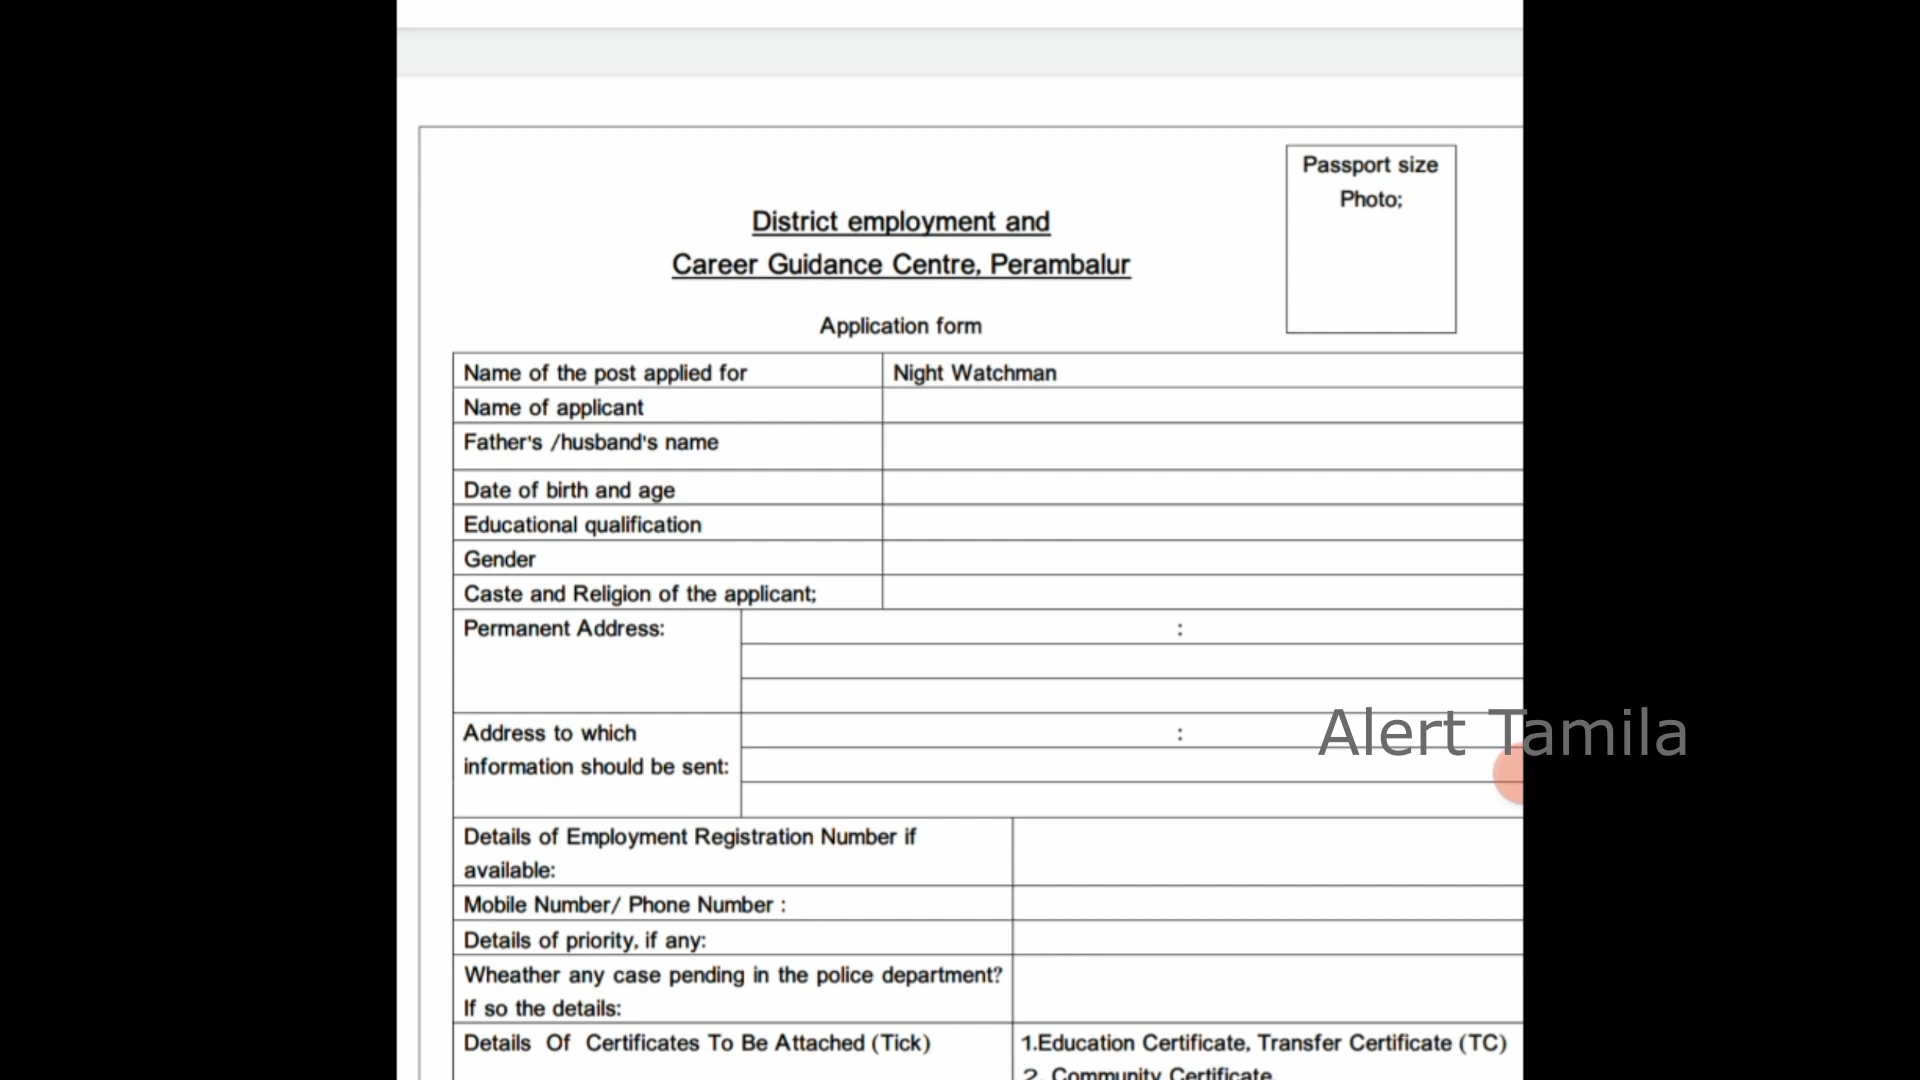 Passport size
Photo;
District employment and
Career Guidance Centre, Perambalur
Application form
Name of the post applied for Night Watchman
Name of applicant
Father's /husband's name
Date of birth and age
Educational qualification
Gender
Caste and Religion of the applicant;
Permanent Address: :
Address to which :
information should be sent:
Alert Tamila
Details of Employment Registration Number if
available:
Mobile Number/ Phone Number :
Details of priority, if any:
Wheather any case pending in the police department?
If so the details:
Details Of Certificates To Be Attached (Tick) 1.Education Certificate, Transfer Certificate (TC)
2. Community Certificate,